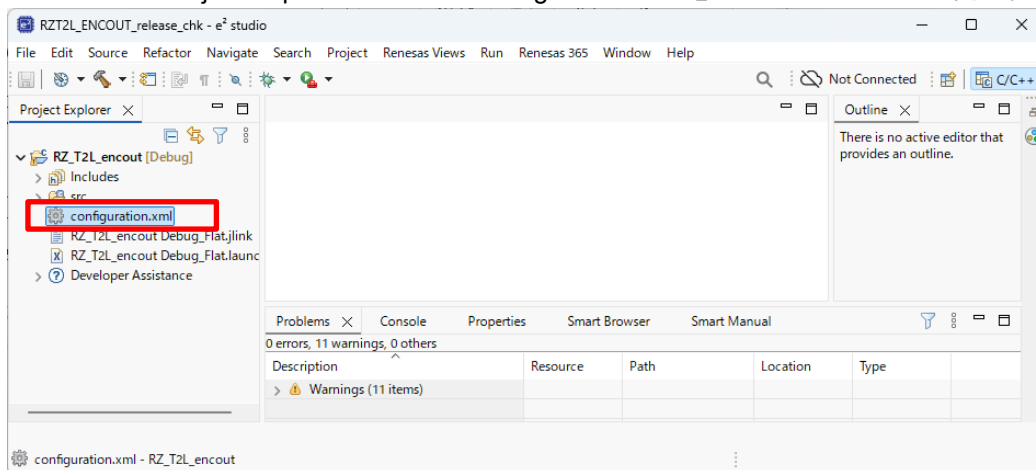 RZT2L_ENCOUT_release_chk - e² studio
File Edit Source Refactor Navigate Search Project Renesas Views Run Renesas 365 Window Help
Not Connected
C/C++
Project Explorer
RZ_T2L_encout [Debug]
Includes
src
configuration.xml
RZ_T2L_encout Debug_Flat.jlink
RZ_T2L_encout Debug_Flat.launc
Developer Assistance
Outline
There is no active editor that
provides an outline.
Problems Console Properties Smart Browser Smart Manual
0 errors, 11 warnings, 0 others
Description Resource Path Location Type
Warnings (11 items)
configuration.xml - RZ_T2L_encout